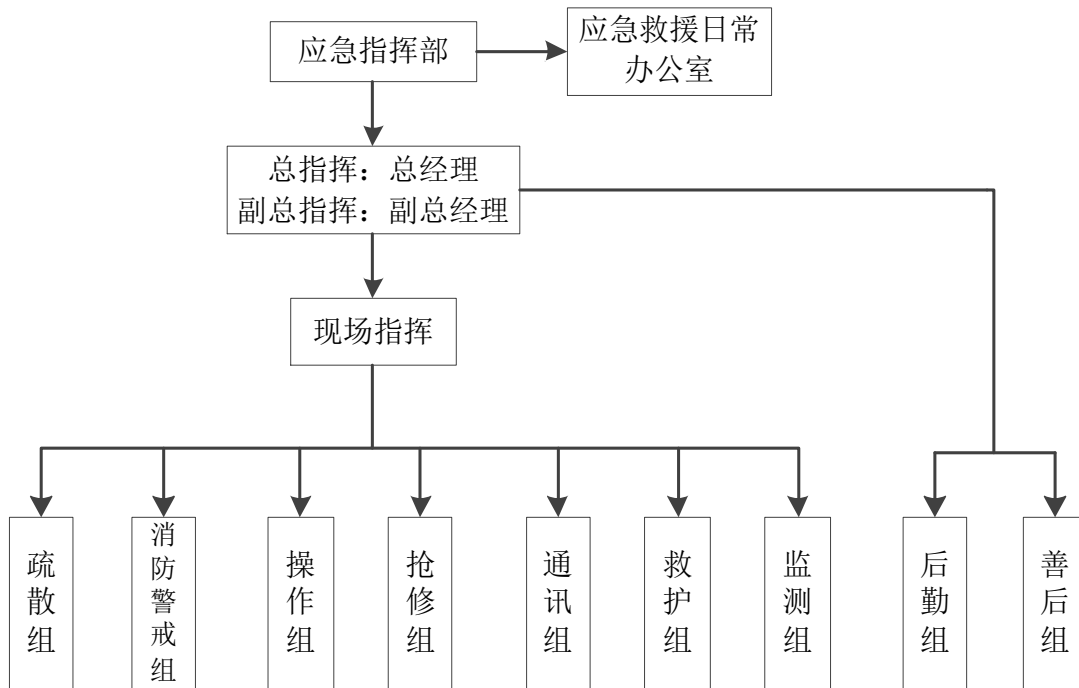 应急指挥部
应急救援日常
办公室
总指挥：总经理
副总指挥：副总经理
现场指挥
疏散组
消防警戒组
操作组
抢修组
通讯组
救护组
监测组
后勤组
善后组